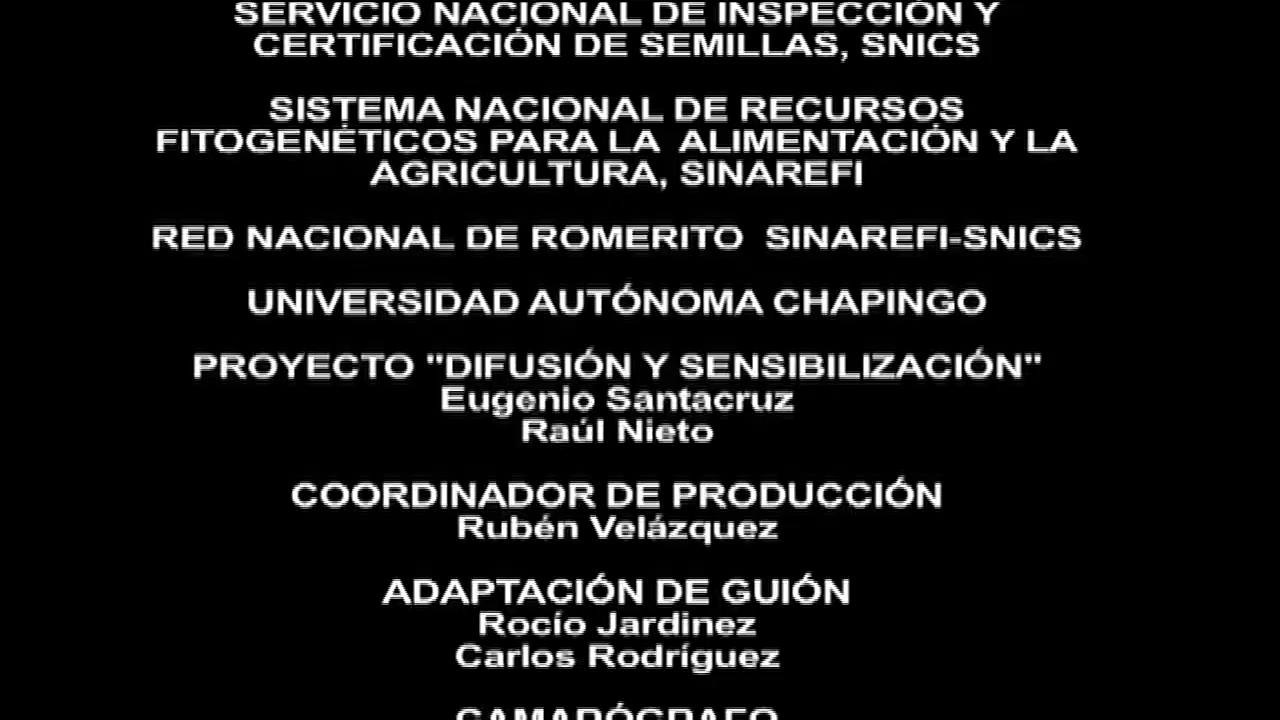 SERVICIO NACIONAL DE INSPECCIÓN Y
CERTIFICACIÓN DE SEMILLAS, SNICS
SISTEMA NACIONAL DE RECURSOS
FITOGENÉTICOS PARA LA ALIMENTACIÓN Y LA
AGRICULTURA, SINAREFI
RED NACIONAL DE ROMERITO SINAREFI-SNICS
UNIVERSIDAD AUTÓNOMA CHAPINGO
PROYECTO "DIFUSIÓN Y SENSIBILIZACIÓN"
Eugenio Santacruz
Raúl Nieto
COORDINADOR DE PRODUCCIÓN
Rubén Velázquez
ADAPTACIÓN DE GUIÓN
Rocío Jardinez
Carlos Rodríguez
CAMARÓGRAFO